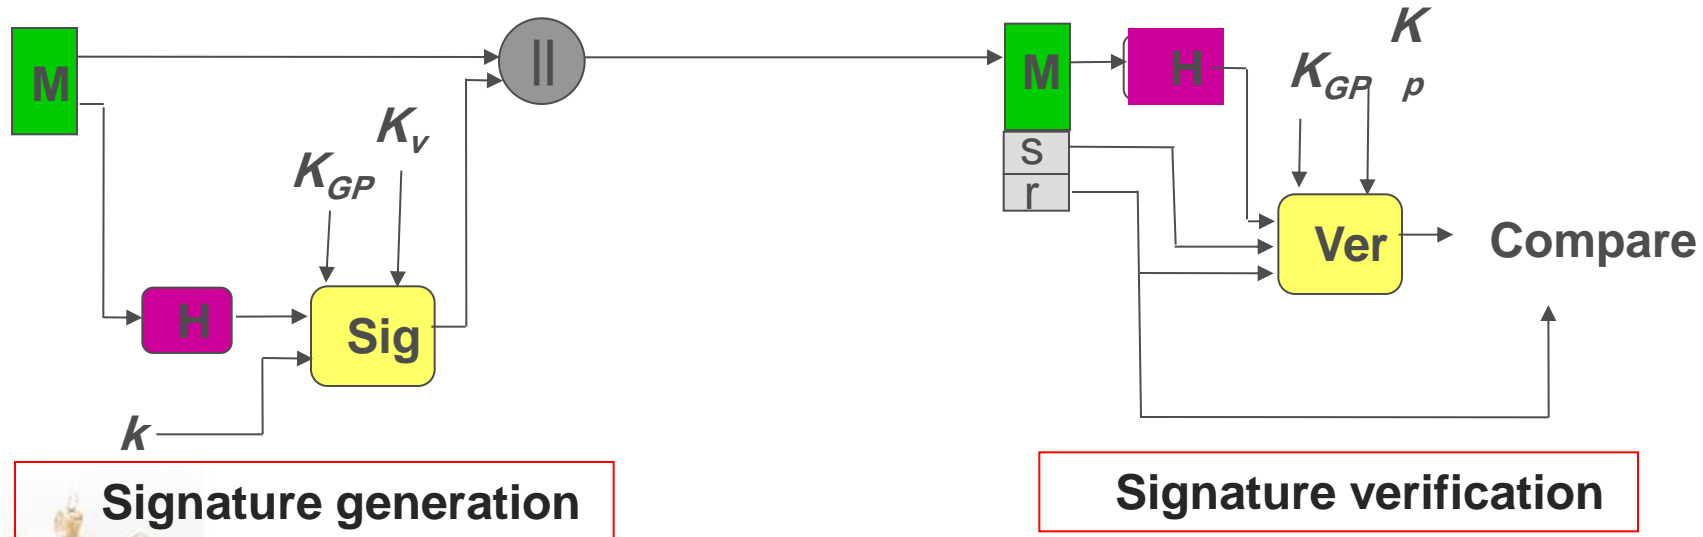 M
||
K_v
K_GP
H
Sig
k
Signature generation
M
H
s
r
K_GP
K
p
Ver
Compare
Signature verification